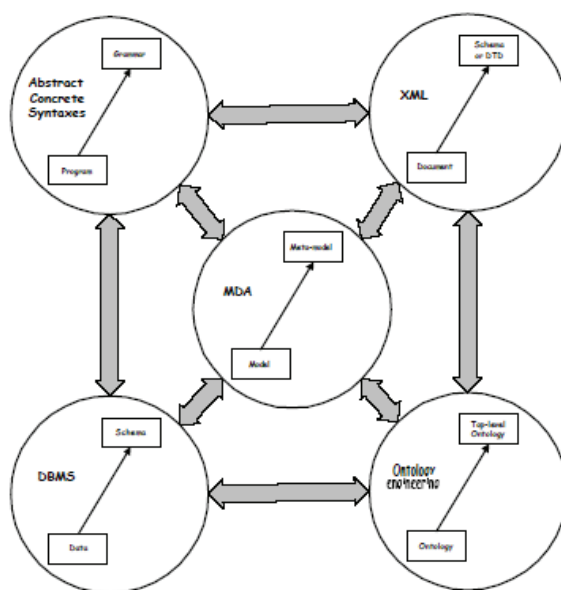 Grammar
Abstract
Concrete
Syntaxes
Program
Schema
or DTD
XML
Document
Meta-model
MDA
Model
Schema
DBMS
Data
Top-level
Ontology
Ontology
engineering
Ontology